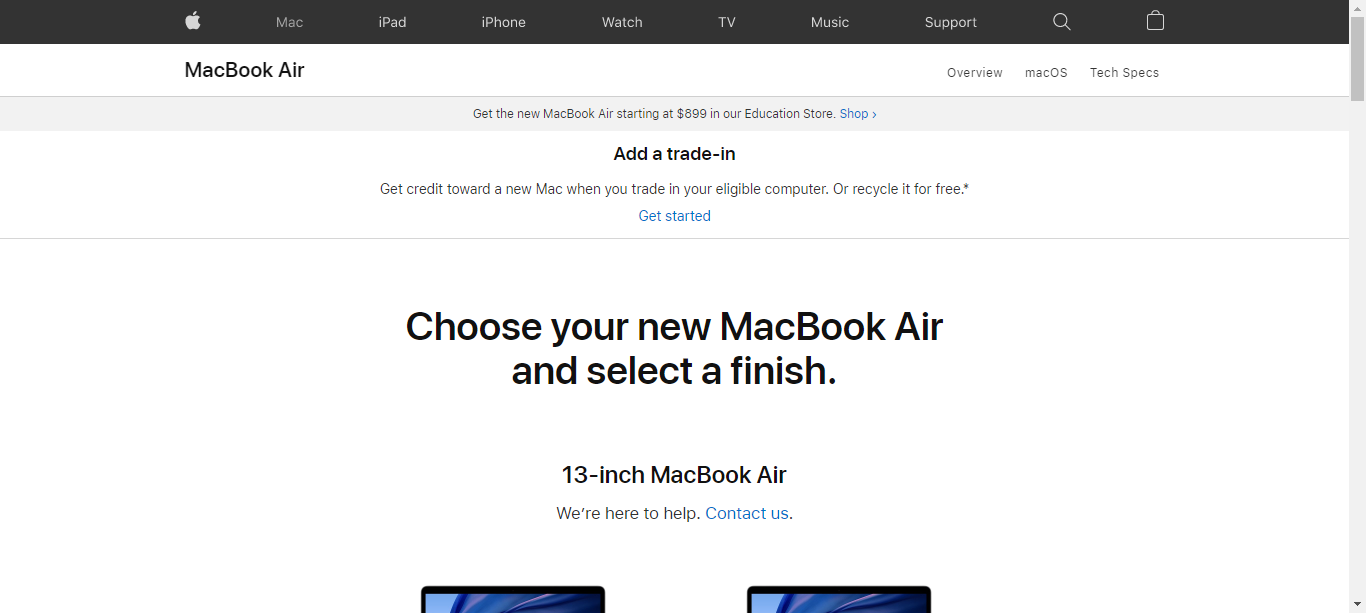 Mac iPad iPhone Watch TV Music Support
MacBook Air
Overview macOS Tech Specs
Get the new MacBook Air starting at $899 in our Education Store. Shop ›
Add a trade-in
Get credit toward a new Mac when you trade in your eligible computer. Or recycle it for free.*
Get started
Choose your new MacBook Air
and select a finish.
13-inch MacBook Air
We’re here to help. Contact us.